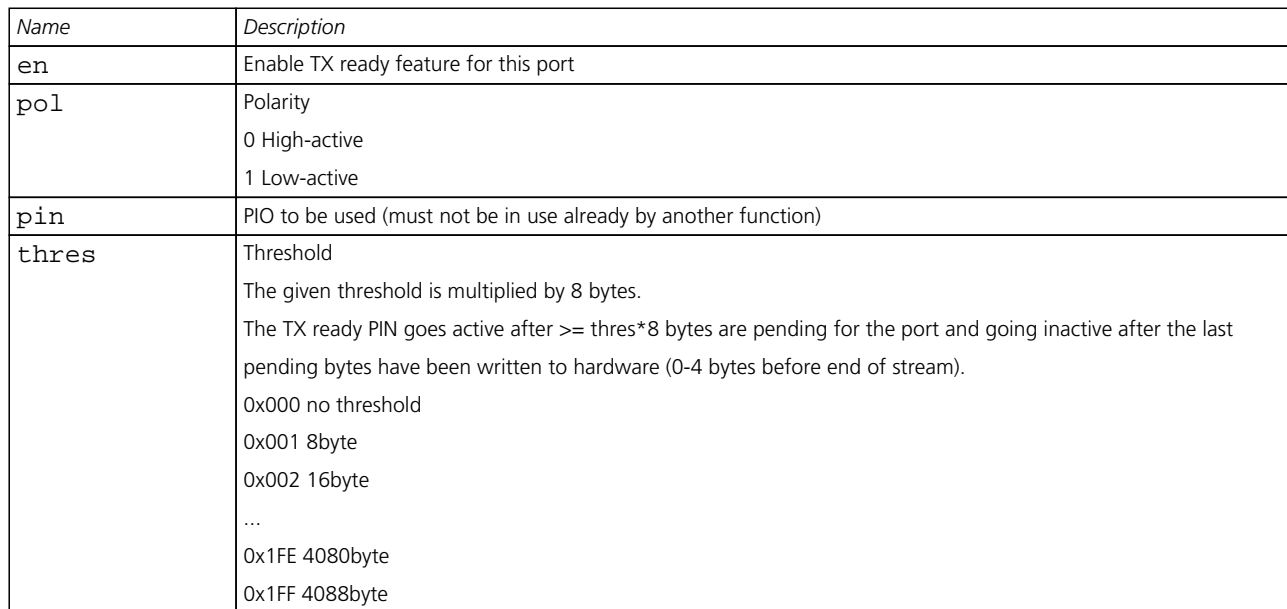 Name Description
en Enable TX ready feature for this port
pol Polarity
0 High-active
1 Low-active
pin PIO to be used (must not be in use already by another function)
thres Threshold
The given threshold is multiplied by 8 bytes.
The TX ready PIN goes active after >= thres*8 bytes are pending for the port and going inactive after the last
pending bytes have been written to hardware (0-4 bytes before end of stream).
0x000 no threshold
0x001 8byte
0x002 16byte
...
0x1FE 4080byte
0x1FF 4088byte